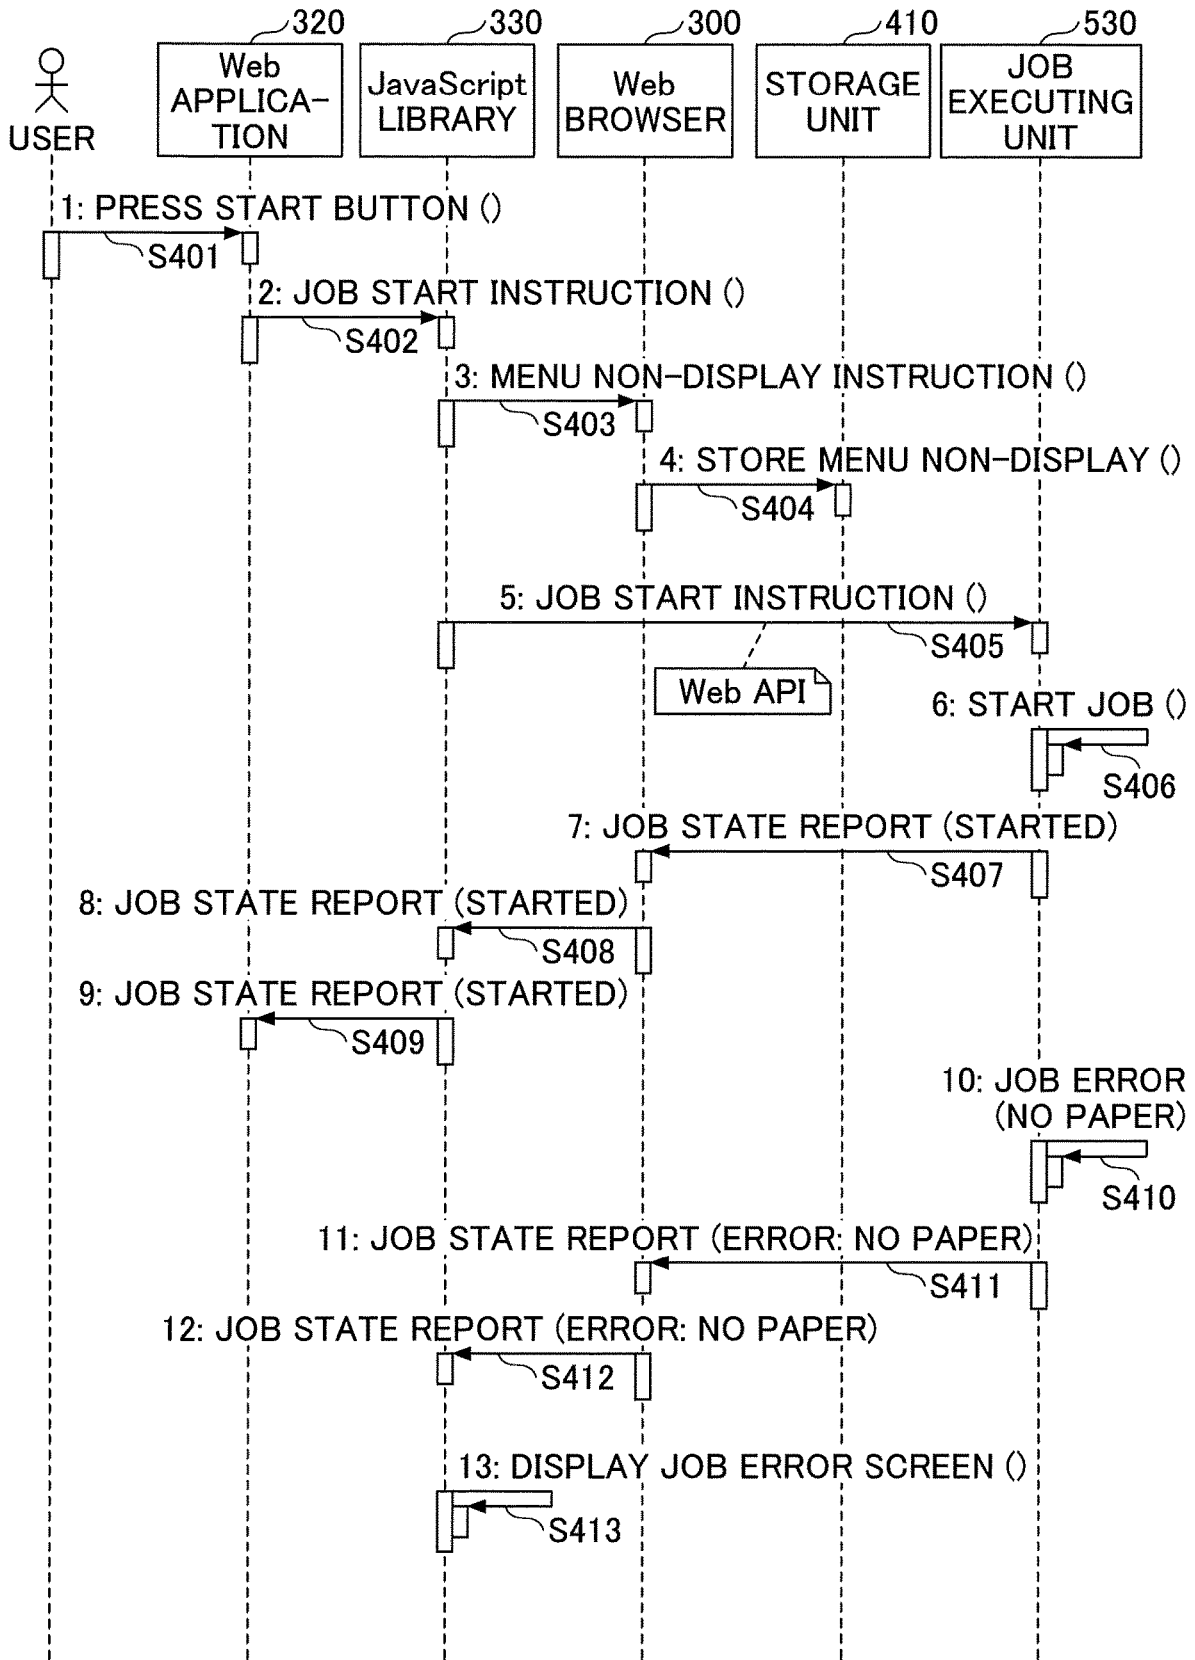 320
330
300
410
530
USER
Web
APPLICA-
TION
JavaScript
LIBRARY
Web
BROWSER
STORAGE
UNIT
JOB
EXECUTING
UNIT
1: PRESS START BUTTON ()
S401
2: JOB START INSTRUCTION ()
S402
3: MENU NON-DISPLAY INSTRUCTION ()
S403
4: STORE MENU NON-DISPLAY ()
S404
5: JOB START INSTRUCTION ()
S405
Web API
6: START JOB ()
S406
7: JOB STATE REPORT (STARTED)
S407
8: JOB STATE REPORT (STARTED)
S408
9: JOB STATE REPORT (STARTED)
S409
10: JOB ERROR
(NO PAPER)
S410
11: JOB STATE REPORT (ERROR: NO PAPER)
S411
12: JOB STATE REPORT (ERROR: NO PAPER)
S412
13: DISPLAY JOB ERROR SCREEN ()
S413